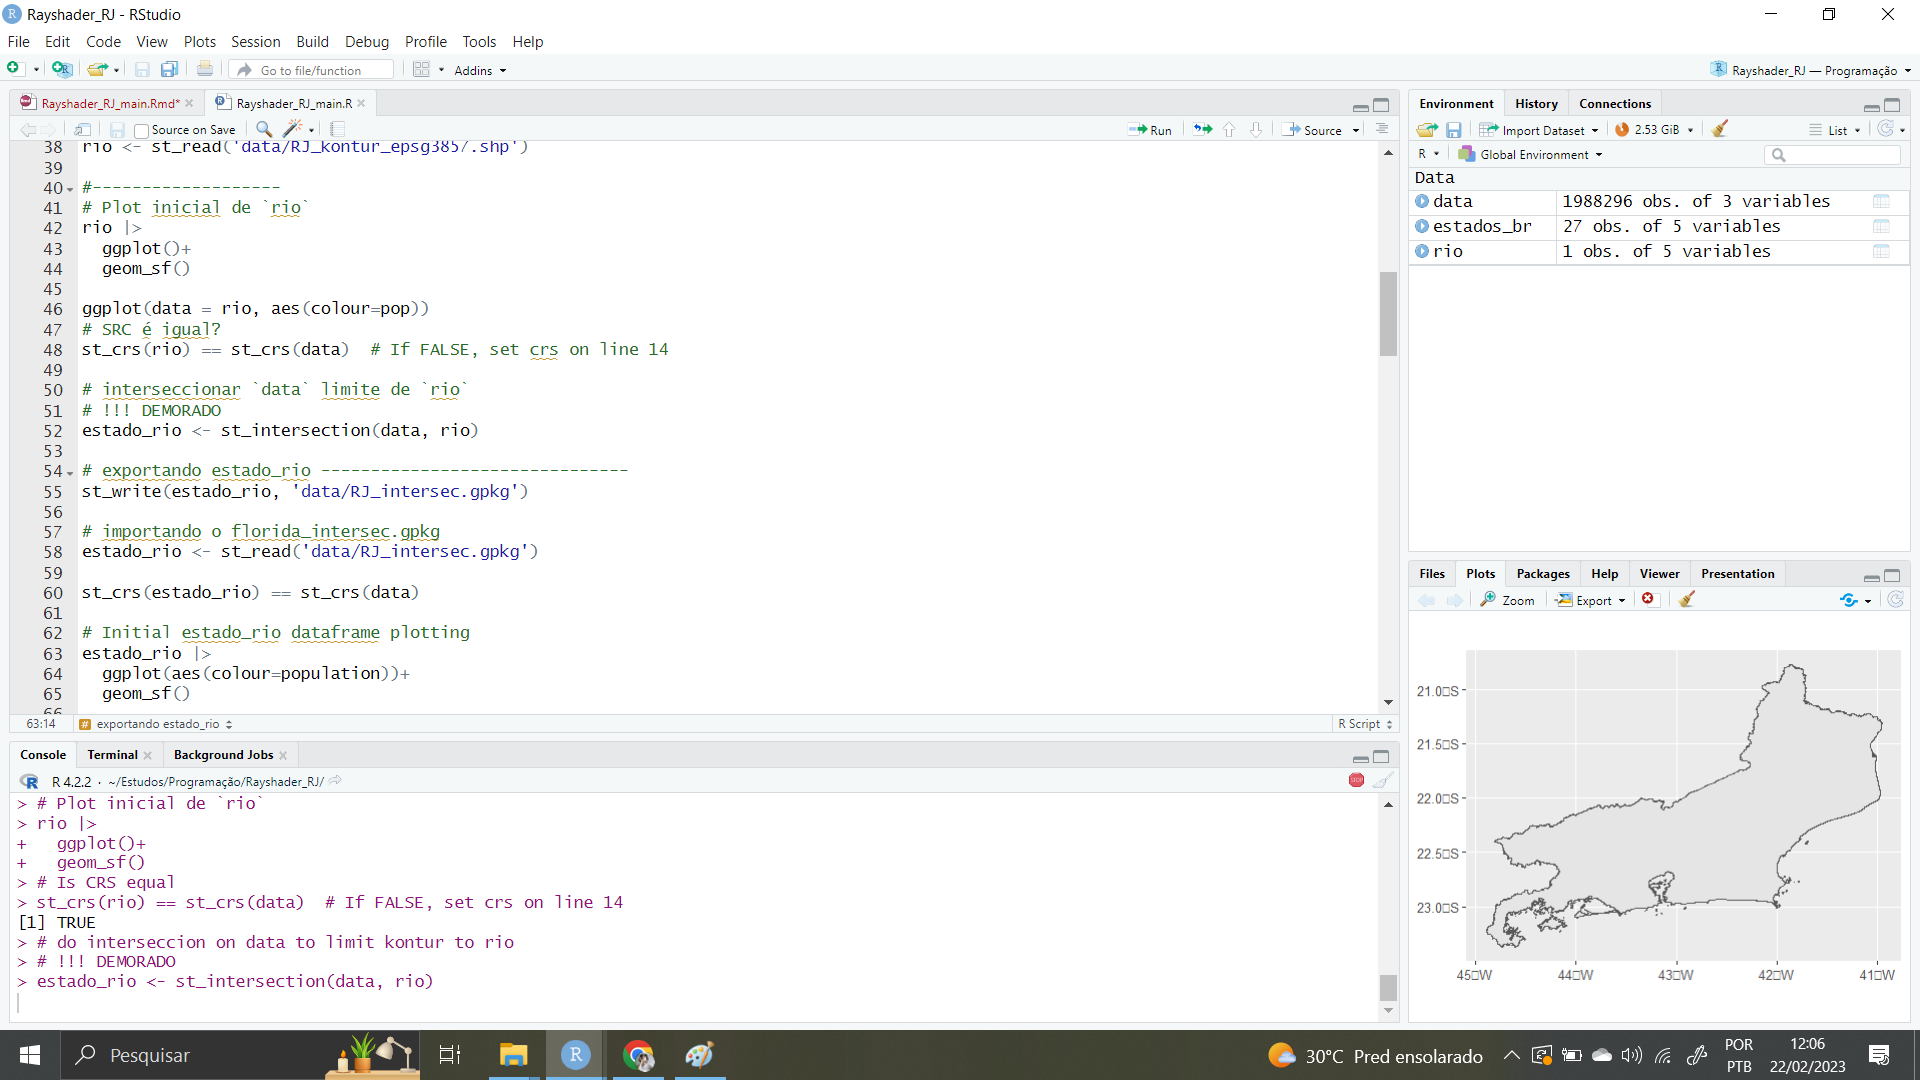 Rayshader_RJ - RStudio
File Edit Code View Plots Session Build Debug Profile Tools Help
Go to file/function Addins Rayshader_RJ — Programação
Rayshader_RJ_main.Rmd* Rayshader_RJ_main.R
Source on Save Run Source
38 rio <- st_read('data/RJ_kontur_epsg3857.shp')
39
40 #-------------------
41 # Plot inicial de `rio`
42 rio |>
43   ggplot()+
44   geom_sf()
45
46 ggplot(data = rio, aes(colour=pop))
47 # SRC é igual?
48 st_crs(rio) == st_crs(data)  # If FALSE, set crs on line 14
49
50 # interseccionar `data` limite de `rio`
51 # !!! DEMORADO
52 estado_rio <- st_intersection(data, rio)
53
54 # exportando estado_rio -------------------------------
55 st_write(estado_rio, 'data/RJ_intersec.gpkg')
56
57 # importando o florida_intersec.gpkg
58 estado_rio <- st_read('data/RJ_intersec.gpkg')
59
60 st_crs(estado_rio) == st_crs(data)
61
62 # Initial estado_rio dataframe plotting
63 estado_rio |>
64   ggplot(aes(colour=population))+
65   geom_sf()
66
63:14 # exportando estado_rio R Script
Console Terminal Background Jobs
R 4.2.2 · ~/Estudos/Programação/Rayshader_RJ/
> # Plot inicial de `rio`
> rio |>
+   ggplot()+
+   geom_sf()
> # Is CRS equal
> st_crs(rio) == st_crs(data)  # If FALSE, set crs on line 14
[1] TRUE
> # do interseccion on data to limit kontur to rio
> # !!! DEMORADO
> estado_rio <- st_intersection(data, rio)
Environment History Connections
Import Dataset 2.53 GiB List
R Global Environment
Data
data 1988296 obs. of 3 variables
estados_br 27 obs. of 5 variables
rio 1 obs. of 5 variables
Files Plots Packages Help Viewer Presentation
Zoom Export
21.0□S
21.5□S
22.0□S
22.5□S
23.0□S
45□W 44□W 43□W 42□W 41□W
Pesquisar
30°C Pred ensolarado
POR
PTB
12:06
22/02/2023